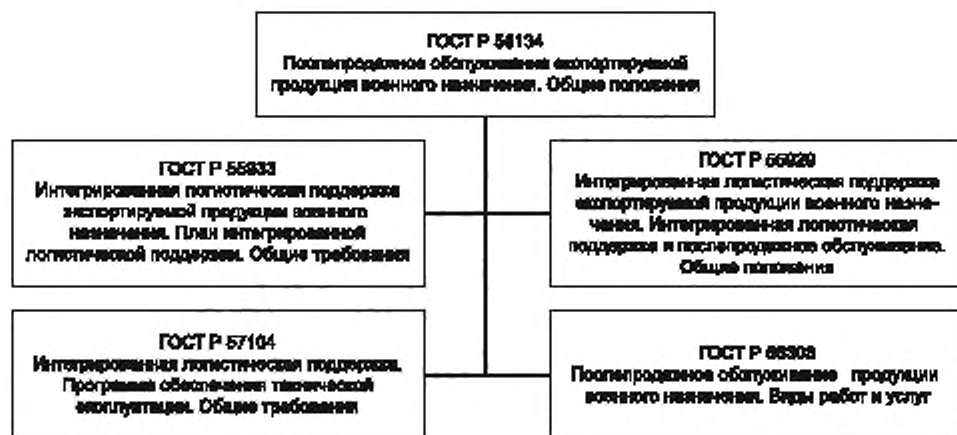 ГОСТ Р 56134
Послепродажное обслуживание экспортируемой
продукции военного назначения. Общие положения
ГОСТ Р 55933
Интегрированная логистическая поддержка
экспортируемой продукции военного
назначения. План интегрированной
логистической поддержки. Общие требования
ГОСТ Р 55929
Интегрированная логистическая поддержка
экспортируемой продукции военного назна-
чения. Интегрированная логистическая
поддержка и послепродажное обслуживание.
Общие положения
ГОСТ Р 57104
Интегрированная логистическая поддержка.
Программа обеспечения технической
эксплуатации. Общие требования
ГОСТ Р
Послепродажное обслуживание продукции
военного назначения. Виды работ и услуг